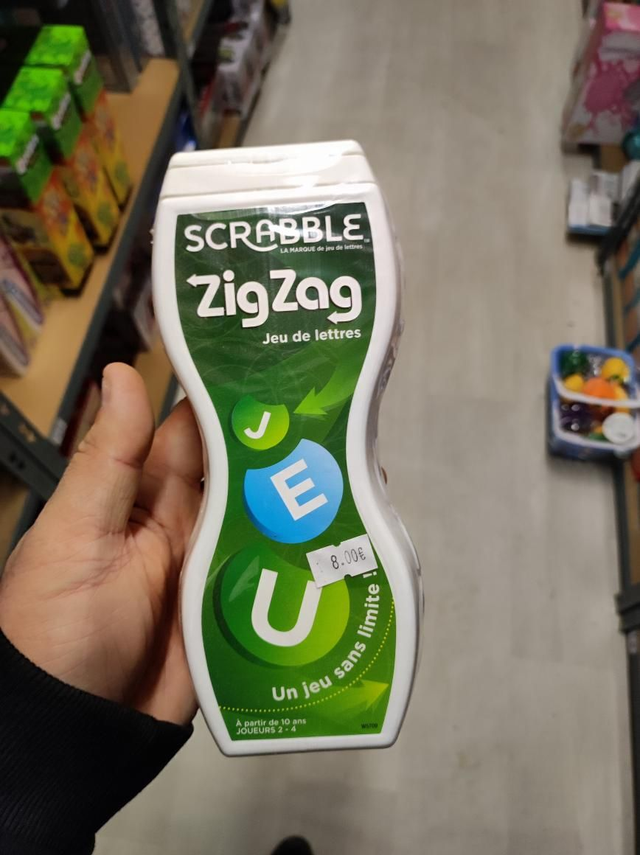 SCRABBLE
LA MARQUE de jeu de lettres
ZigZag
Jeu de lettres
J
E
U
8.00€
Un jeu sans limite !
À partir de 10 ans
JOUEURS 2 - 4